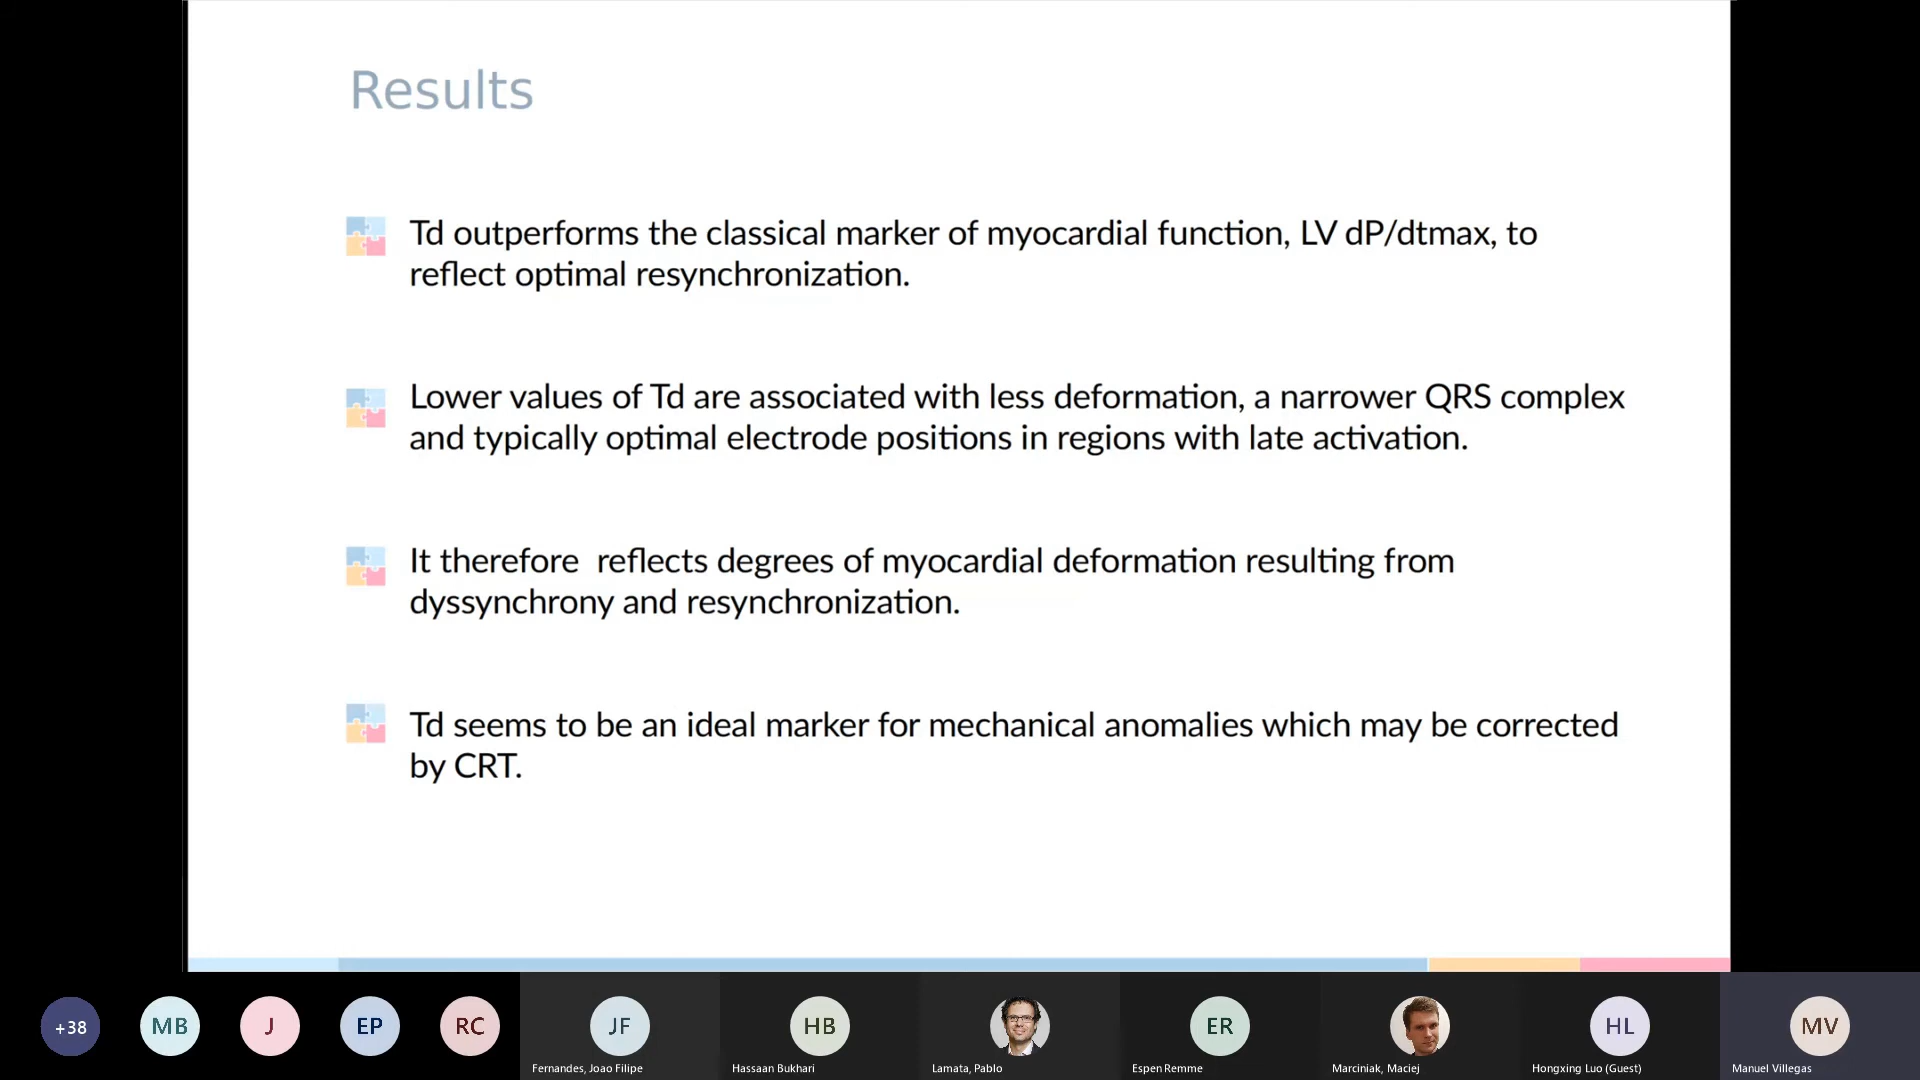 Results
Td outperforms the classical marker of myocardial function, LV dP/dtmax, to
reflect optimal resynchronization.
Lower values of Td are associated with less deformation, a narrower QRS complex
and typically optimal electrode positions in regions with late activation.
It therefore  reflects degrees of myocardial deformation resulting from
dyssynchrony and resynchronization.
Td seems to be an ideal marker for mechanical anomalies which may be corrected
by CRT.
+38
MB
J
EP
RC
JF
HB
ER
HL
MV
Fernandes, Joao Filipe
Hassaan Bukhari
Lamata, Pablo
Espen Remme
Marciniak, Maciej
Hongxing Luo (Guest)
Manuel Villegas